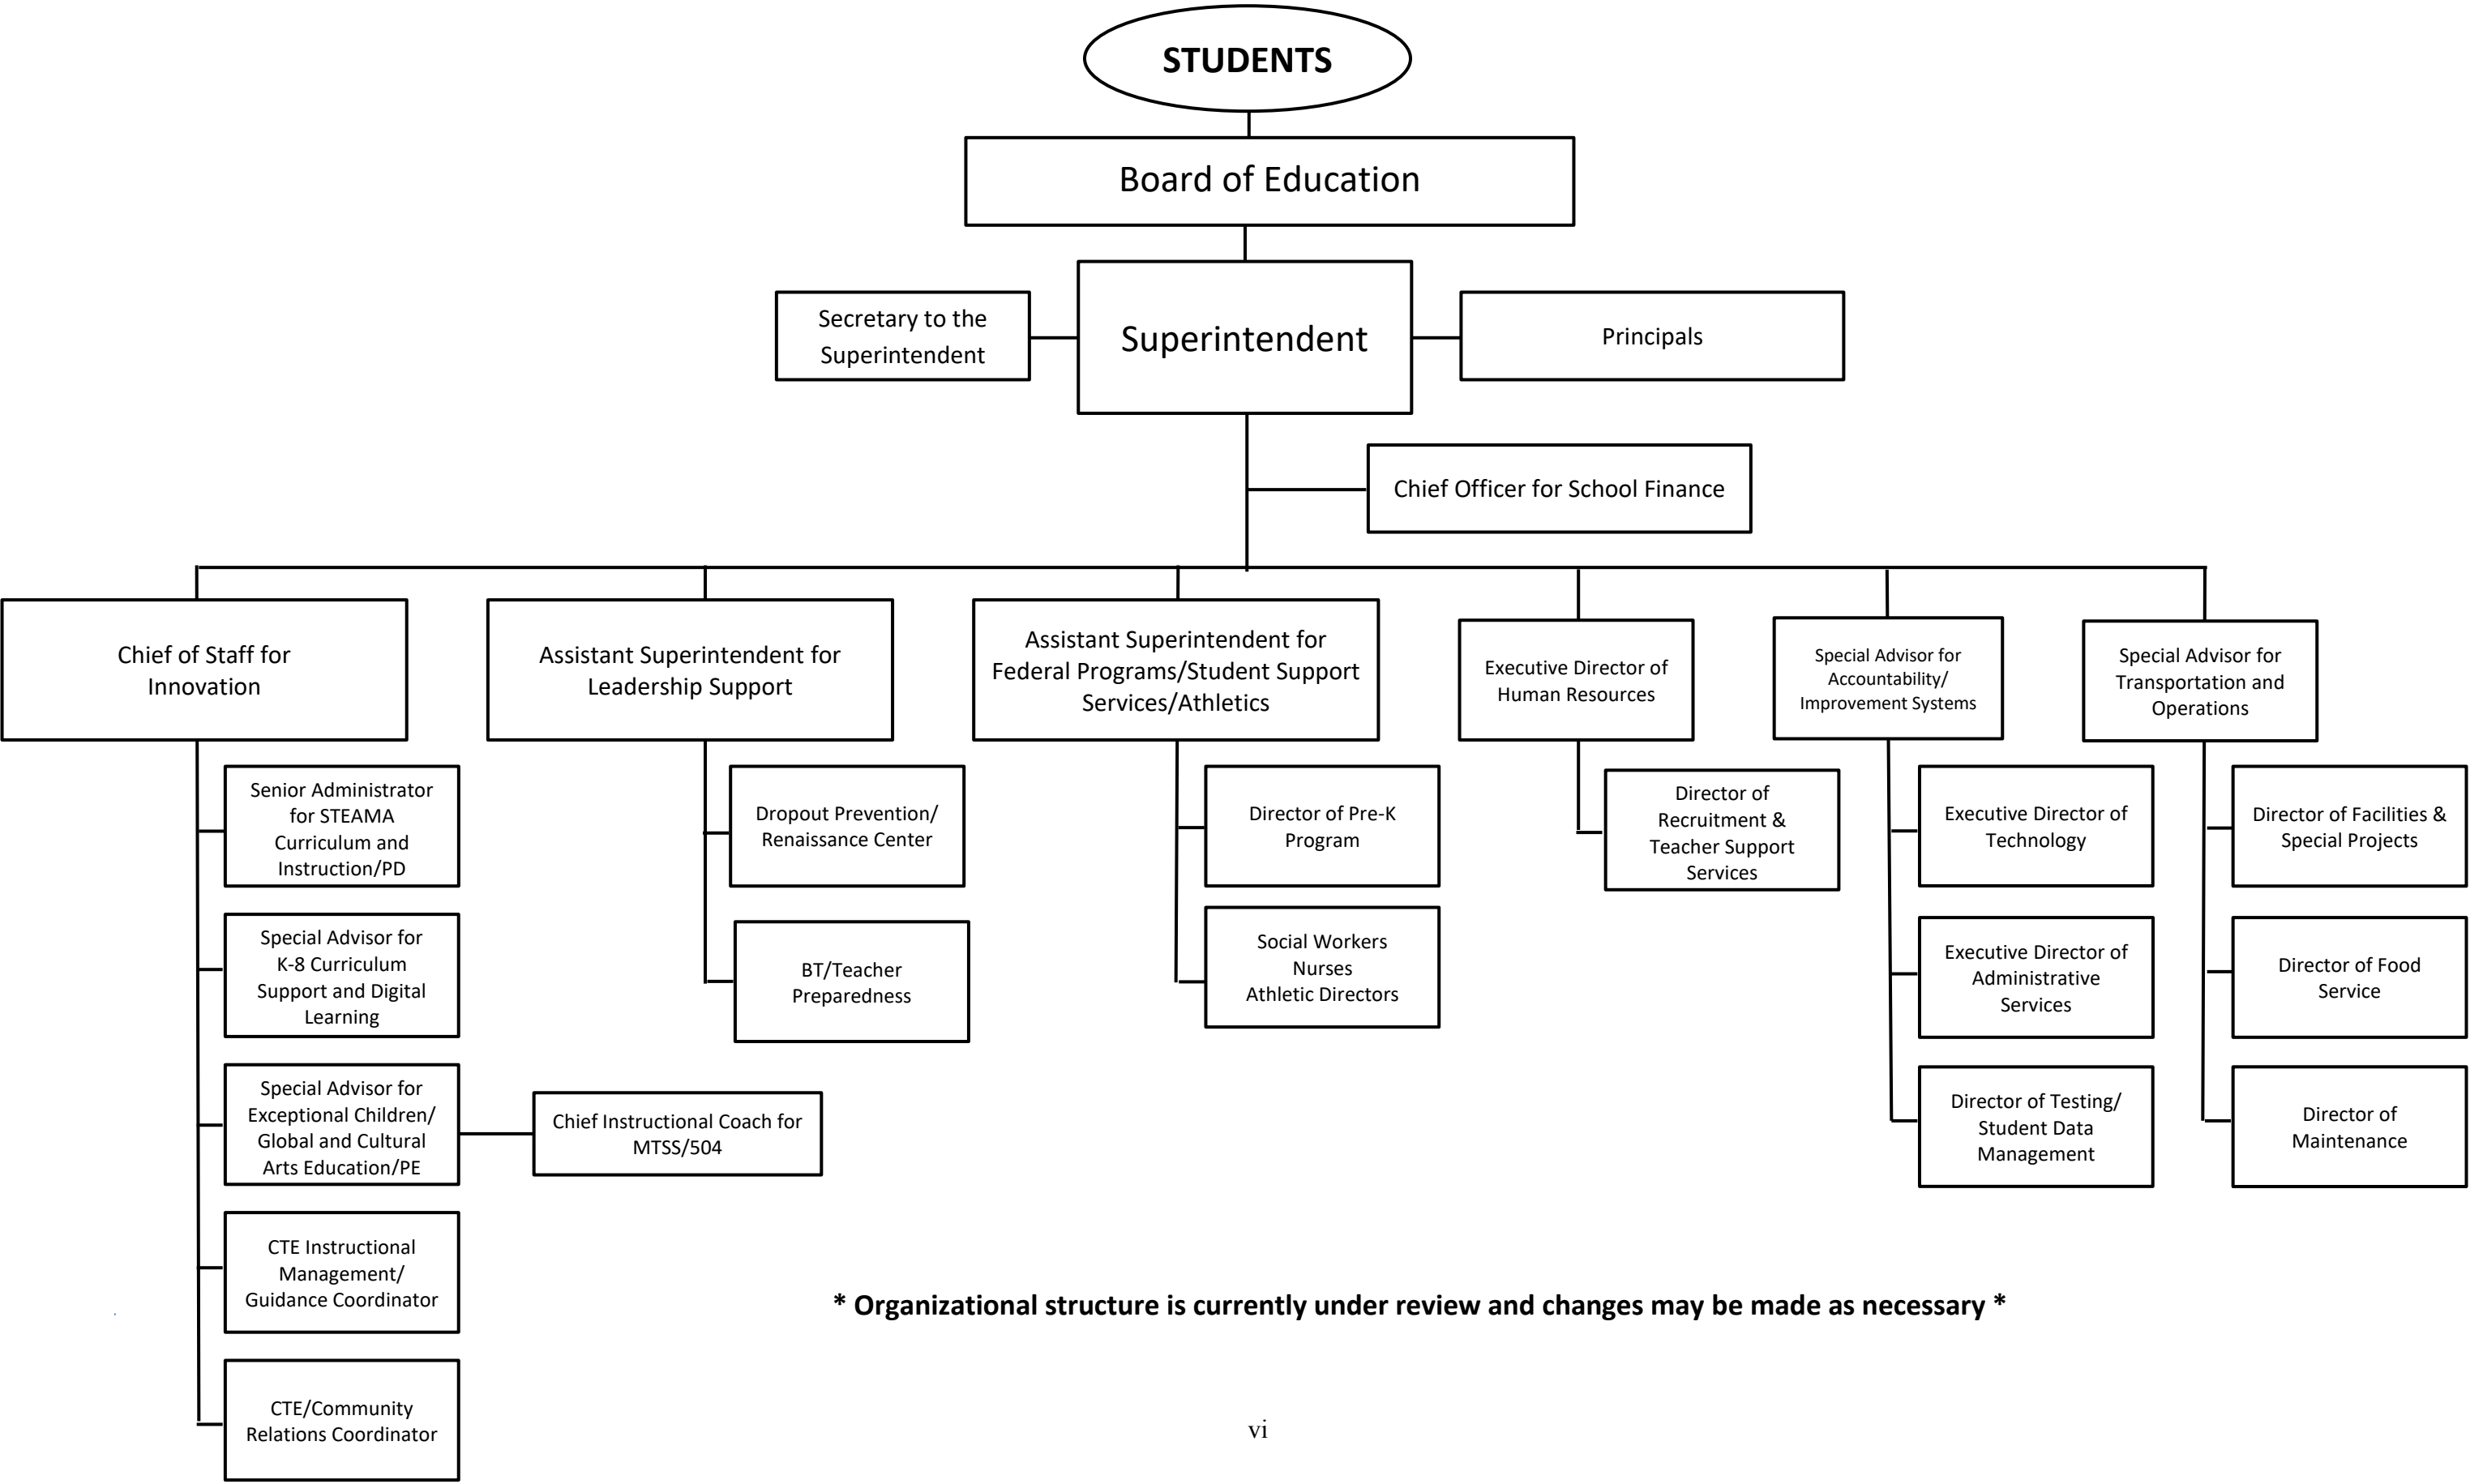 STUDENTS
Board of Education
Secretary to the
Superintendent
Superintendent
Principals
Chief Officer for School Finance
Chief of Staff for
Innovation
Assistant Superintendent for
Leadership Support
Assistant Superintendent for
Federal Programs/Student Support
Services/Athletics
Executive Director of
Human Resources
Special Advisor for
Accountability/
Improvement Systems
Special Advisor for
Transportation and
Operations
Senior Administrator
for STEAMA
Curriculum and
Instruction/PD
Dropout Prevention/
Renaissance Center
Director of Pre-K
Program
Director of
Recruitment &
Teacher Support
Services
Executive Director of
Technology
Director of Facilities &
Special Projects
Special Advisor for
K-8 Curriculum
Support and Digital
Learning
BT/Teacher
Preparedness
Social Workers
Nurses
Athletic Directors
Executive Director of
Administrative
Services
Director of Food
Service
Special Advisor for
Exceptional Children/
Global and Cultural
Arts Education/PE
Chief Instructional Coach for
MTSS/504
Director of Testing/
Student Data
Management
Director of
Maintenance
CTE Instructional
Management/
Guidance Coordinator
* Organizational structure is currently under review and changes may be made as necessary *
CTE/Community
Relations Coordinator
vi